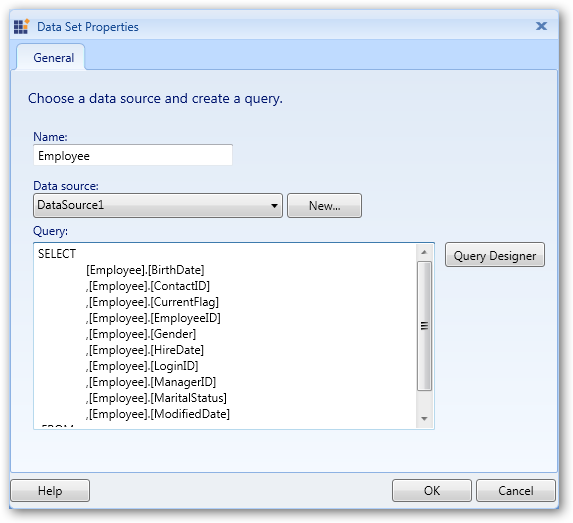 Data Set Properties
General
Choose a data source and create a query.
Name:
Employee
Data source:
DataSource1
New...
Query:
Query Designer
SELECT
[Employee].[BirthDate]
,[Employee].[ContactID]
,[Employee].[CurrentFlag]
,[Employee].[EmployeeID]
,[Employee].[Gender]
,[Employee].[HireDate]
,[Employee].[LoginID]
,[Employee].[ManagerID]
,[Employee].[MaritalStatus]
,[Employee].[ModifiedDate]
FROM
Help
OK
Cancel